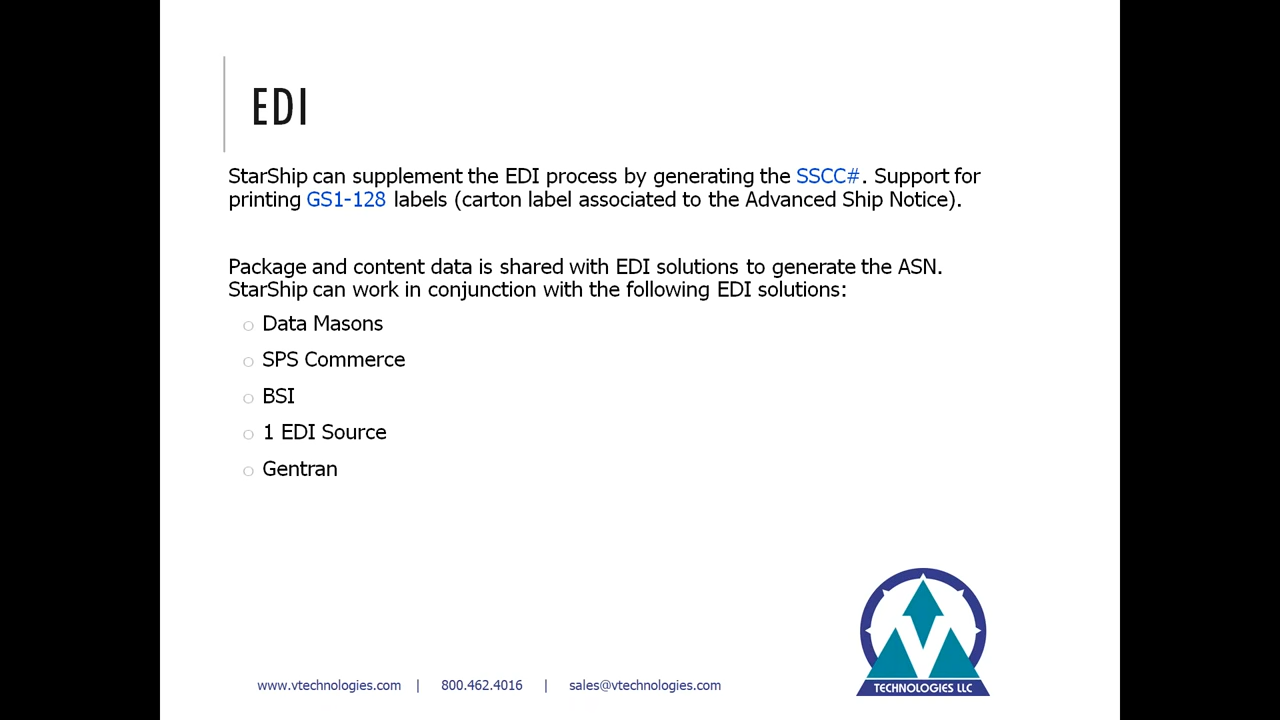 EDI
StarShip can supplement the EDI process by generating the SSCC#. Support for
printing GS1-128 labels (carton label associated to the Advanced Ship Notice).
Package and content data is shared with EDI solutions to generate the ASN.
StarShip can work in conjunction with the following EDI solutions:
Data Masons
SPS Commerce
BSI
1 EDI Source
Gentran
www.vtechnologies.com | 800.462.4016 | sales@vtechnologies.com
V
TECHNOLOGIES LLC